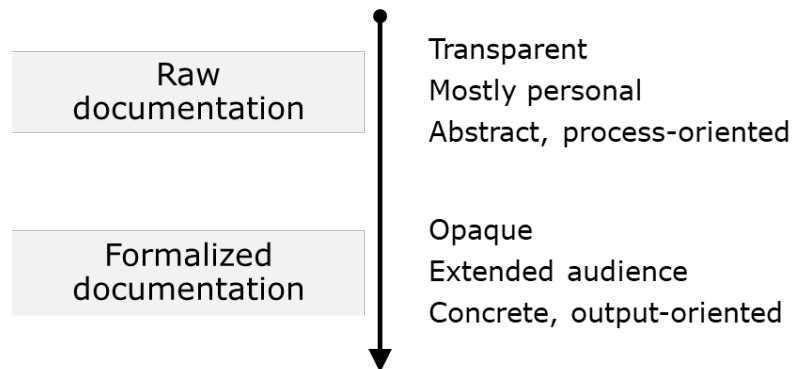 Raw
documentation
Transparent
Mostly personal
Abstract, process-oriented
Formalized
documentation
Opaque
Extended audience
Concrete, output-oriented